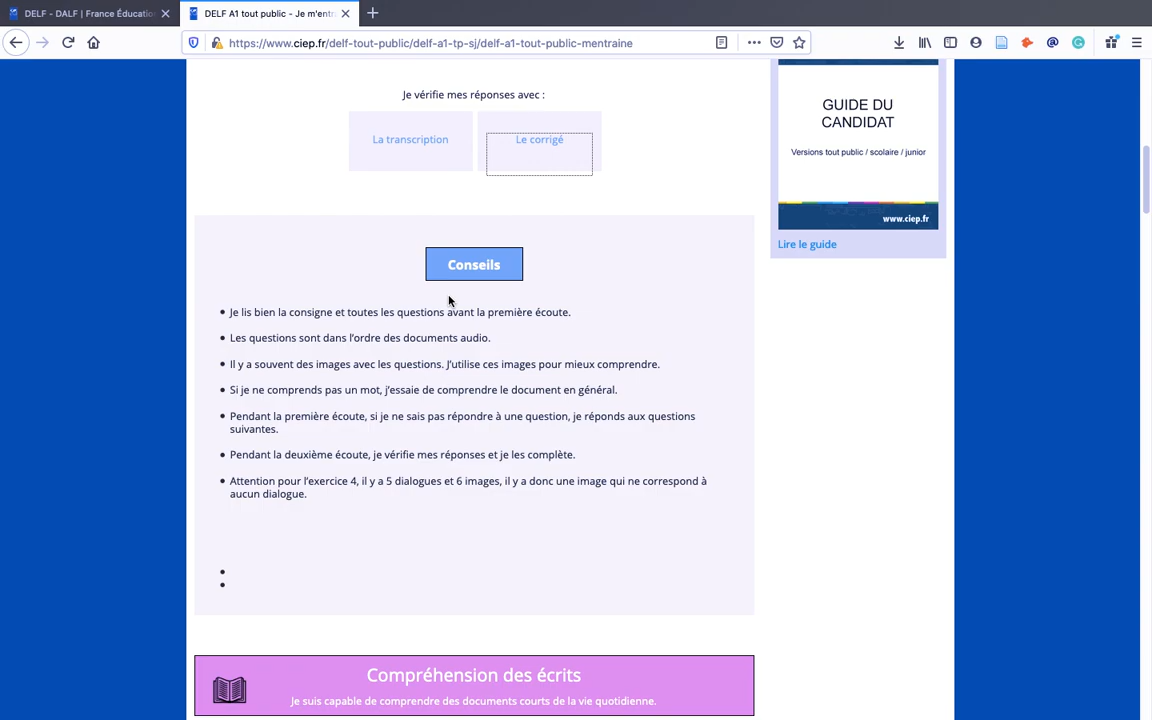 DELF - DALF | France Éducatio
DELF A1 tout public - Je m'entr
https://www.ciep.fr/delf-tout-public/delf-a1-tp-sj/delf-a1-tout-public-mentraine
Je vérifie mes réponses avec :
La transcription
Le corrigé
GUIDE DU
CANDIDAT
Versions tout public / scolaire / junior
www.ciep.fr
Lire le guide
Conseils
Je lis bien la consigne et toutes les questions avant la première écoute.
Les questions sont dans l'ordre des documents audio.
Il y a souvent des images avec les questions. J'utilise ces images pour mieux comprendre.
Si je ne comprends pas un mot, j'essaie de comprendre le document en général.
Pendant la première écoute, si je ne sais pas répondre à une question, je réponds aux questions
suivantes.
Pendant la deuxième écoute, je vérifie mes réponses et je les complète.
Attention pour l'exercice 4, il y a 5 dialogues et 6 images, il y a donc une image qui ne correspond à
aucun dialogue.
Compréhension des écrits
Je suis capable de comprendre des documents courts de la vie quotidienne.